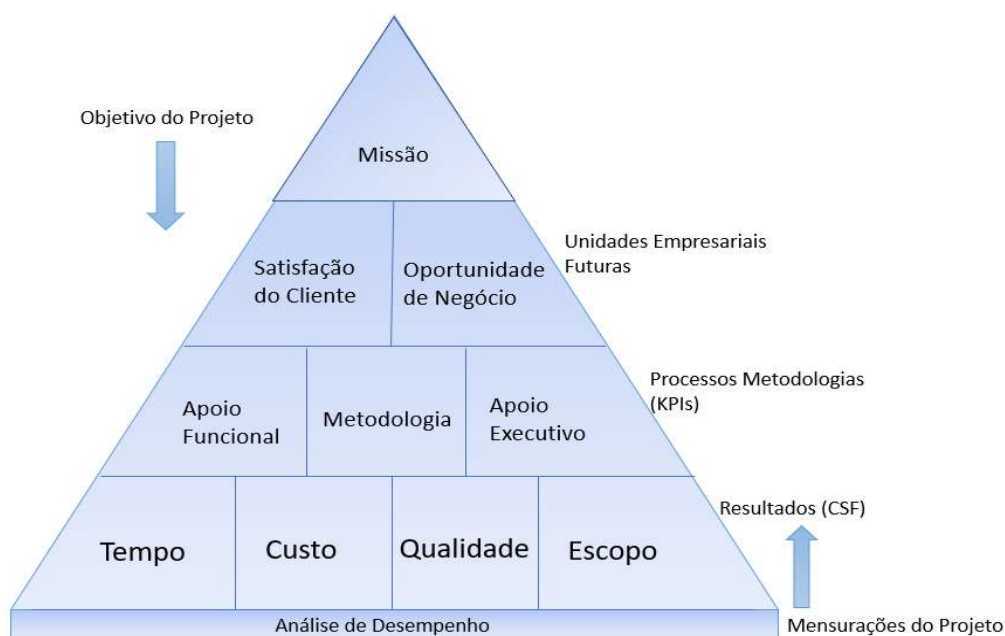 Objetivo do Projeto
Missão
Unidades Empresariais
Futuras
Satisfação
do Cliente
Oportunidade
de Negócio
Processos Metodologias
(KPIs)
Apoio
Funcional
Metodologia
Apoio
Executivo
Resultados (CSF)
Tempo
Custo
Qualidade
Escopo
Análise de Desempenho
Mensurações do Projeto